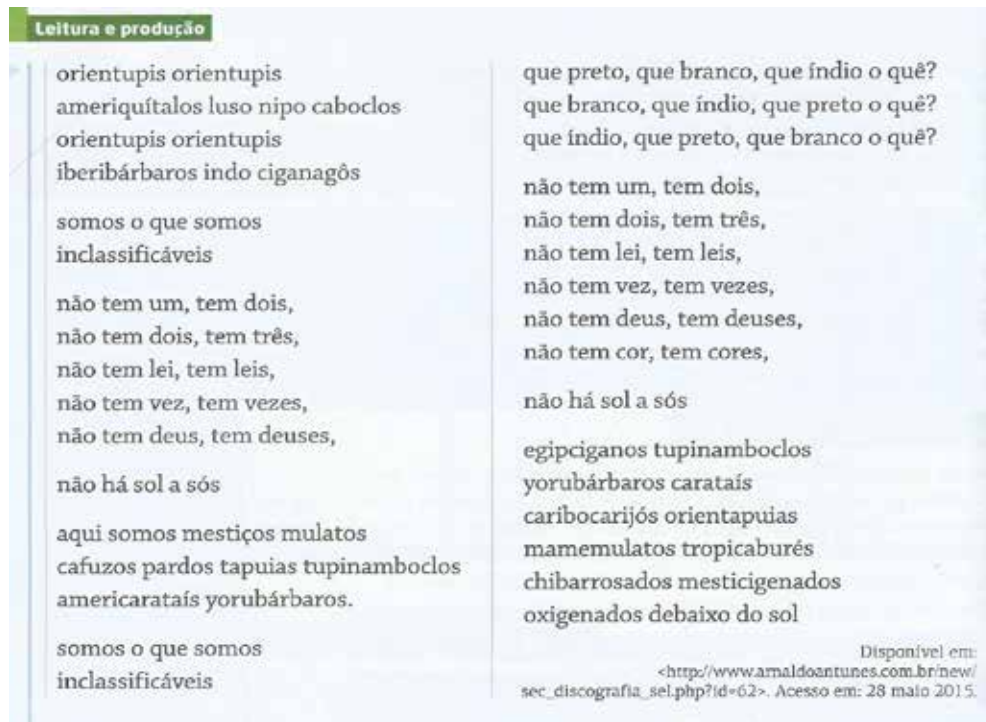 Leitura e produção
orientupis orientupis
ameriquítalos luso nipo caboclos
orientupis orientupis
iberibárbaros indo ciganagôs
somos o que somos
inclassificáveis
não tem um, tem dois,
não tem dois, tem três,
não tem lei, tem leis,
não tem vez, tem vezes,
não tem deus, tem deuses,
não há sol a sós
aqui somos mestiços mulatos
cafuzos pardos tapuias tupinamboclos
americarataís yorubárbaros.
somos o que somos
inclassificáveis
que preto, que branco, que índio o quê?
que branco, que índio, que preto o quê?
que índio, que preto, que branco o quê?
não tem um, tem dois,
não tem dois, tem três,
não tem lei, tem leis,
não tem vez, tem vezes,
não tem deus, tem deuses,
não tem cor, tem cores,
não há sol a sós
egipciganos tupinamboclos
yorubárbaros carataís
caribocarijós orientapuias
mamemulatos tropicaburés
chibarrosados mesticigenados
oxigenados debaixo do sol
Disponível em:
<http://www.arnaldoantunes.com.br/new/
sec_discografia_sel.php?id=62>. Acesso em: 28 maio 2015.